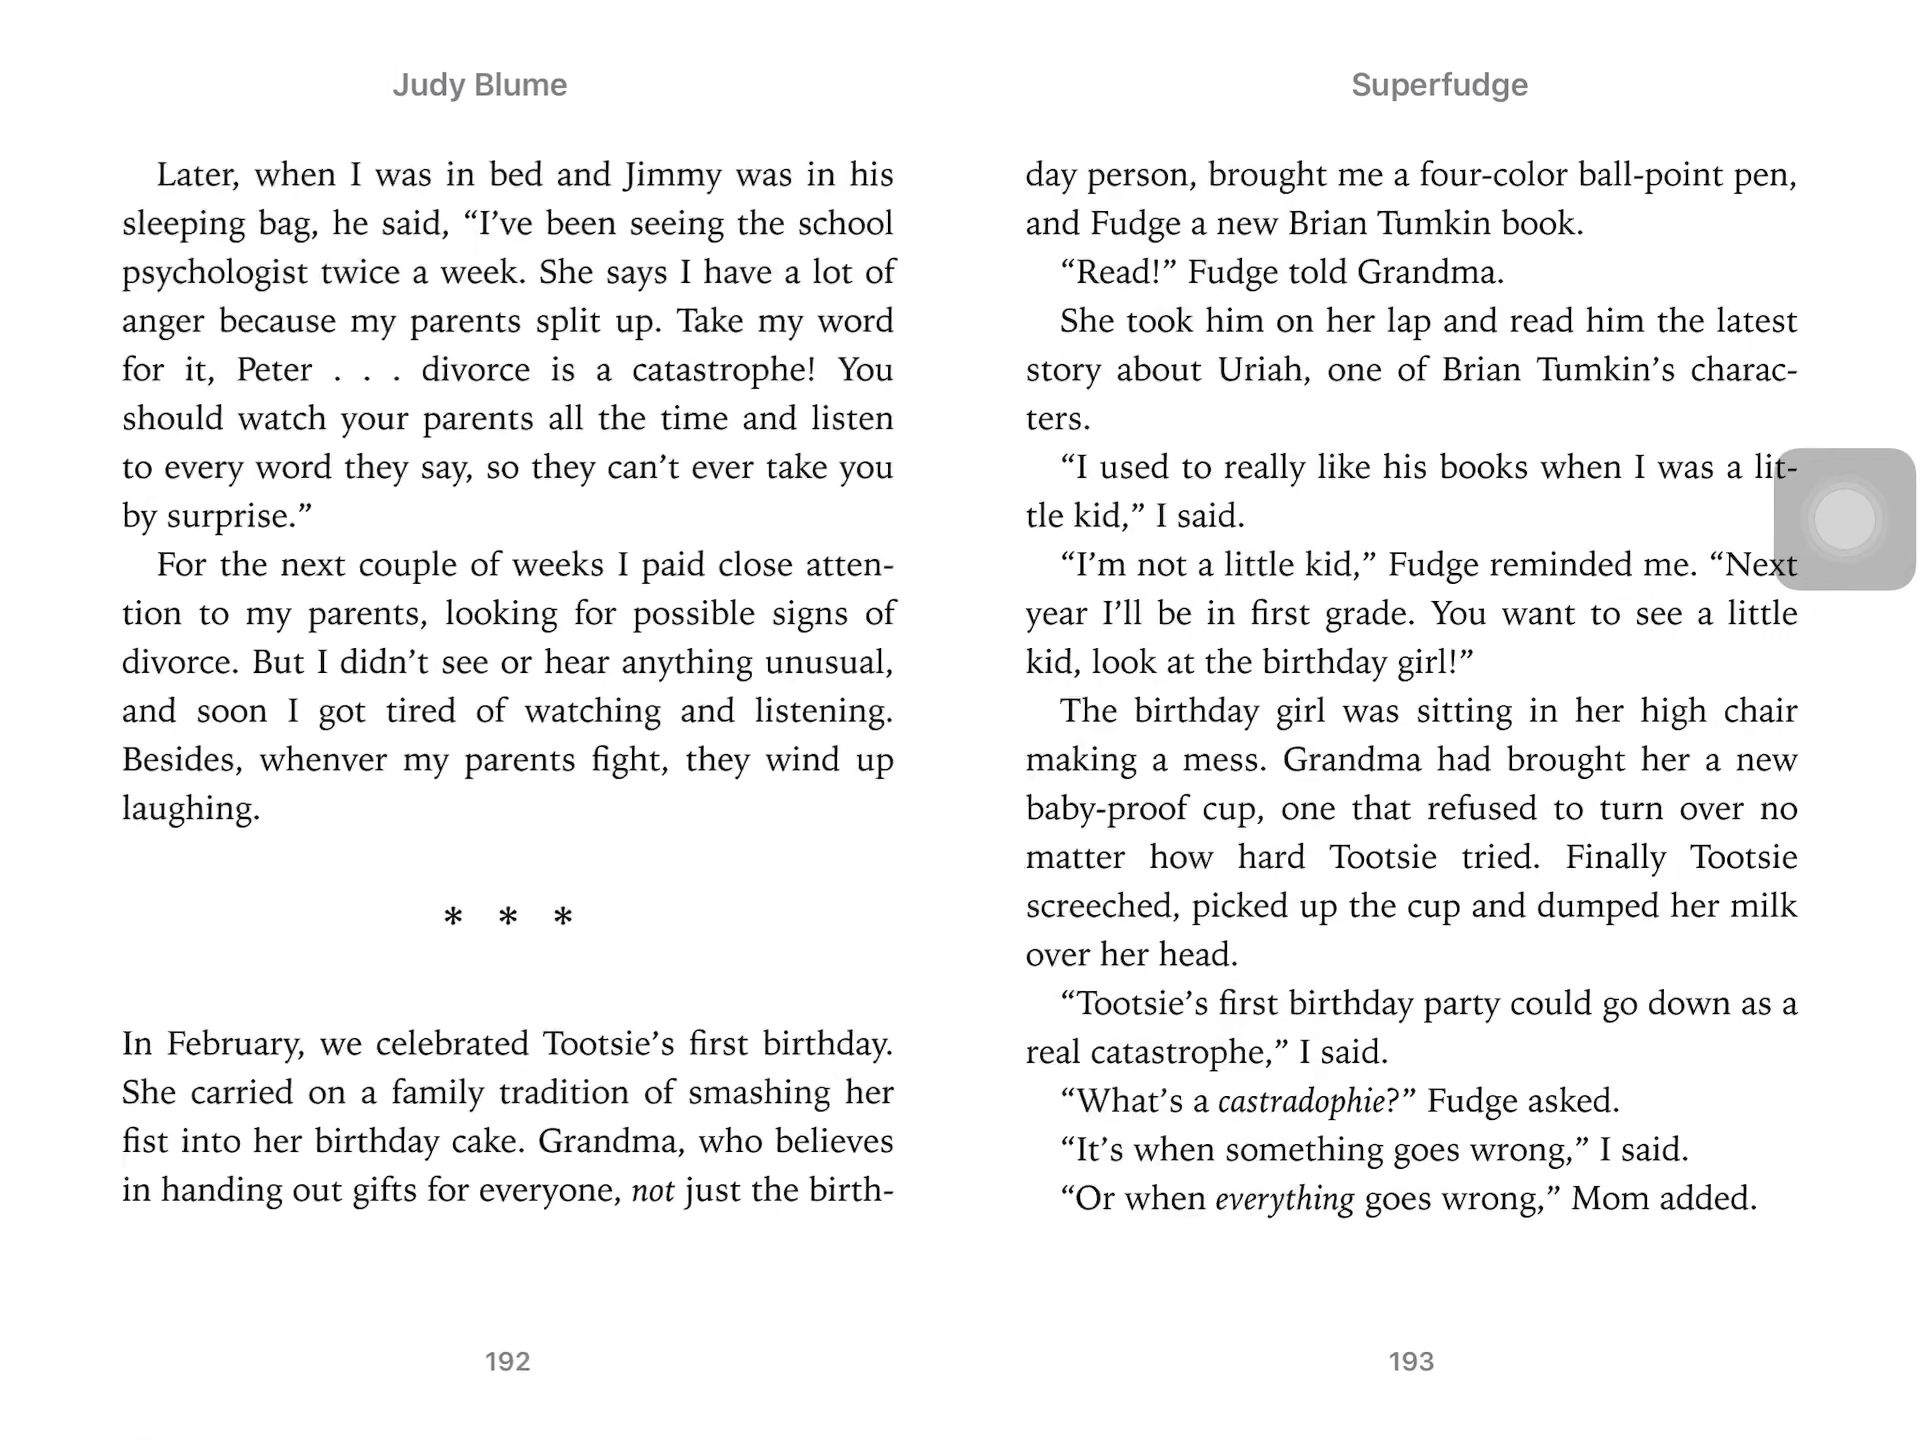 Judy Blume
Later, when I was in bed and Jimmy was in his
sleeping bag, he said, “I’ve been seeing the school
psychologist twice a week. She says I have a lot of
anger because my parents split up. Take my word
for it, Peter . . . divorce is a catastrophe! You
should watch your parents all the time and listen
to every word they say, so they can’t ever take you
by surprise.”
For the next couple of weeks I paid close atten-
tion to my parents, looking for possible signs of
divorce. But I didn’t see or hear anything unusual,
and soon I got tired of watching and listening.
Besides, whenver my parents fight, they wind up
laughing.
* * *
In February, we celebrated Tootsie’s first birthday.
She carried on a family tradition of smashing her
fist into her birthday cake. Grandma, who believes
in handing out gifts for everyone, not just the birth-
192
Superfudge
day person, brought me a four-color ball-point pen,
and Fudge a new Brian Tumkin book.
“Read!” Fudge told Grandma.
She took him on her lap and read him the latest
story about Uriah, one of Brian Tumkin’s charac-
ters.
“I used to really like his books when I was a lit-
tle kid,” I said.
“I’m not a little kid,” Fudge reminded me. “Next
year I’ll be in first grade. You want to see a little
kid, look at the birthday girl!”
The birthday girl was sitting in her high chair
making a mess. Grandma had brought her a new
baby-proof cup, one that refused to turn over no
matter how hard Tootsie tried. Finally Tootsie
screeched, picked up the cup and dumped her milk
over her head.
“Tootsie’s first birthday party could go down as a
real catastrophe,” I said.
“What’s a castradophie?” Fudge asked.
“It’s when something goes wrong,” I said.
“Or when everything goes wrong,” Mom added.
193